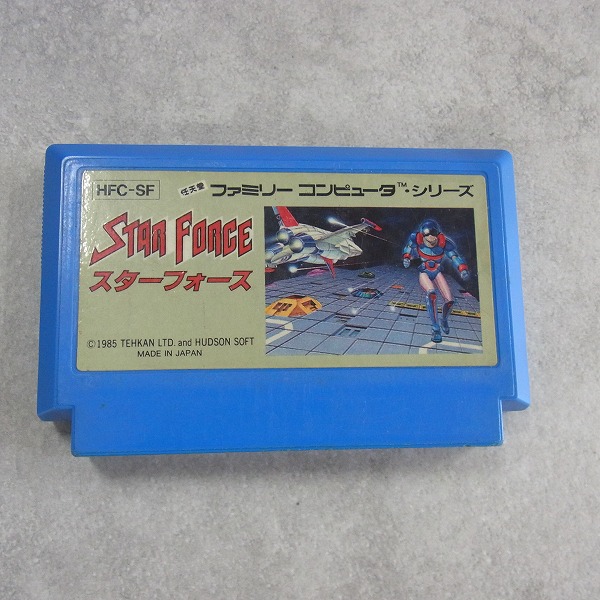 HFC-SF
任天堂 ファミリー コンピュータ™・シリーズ
STAR FORCE
スターフォース
©1985 TEHKAN LTD. and HUDSON SOFT
MADE IN JAPAN